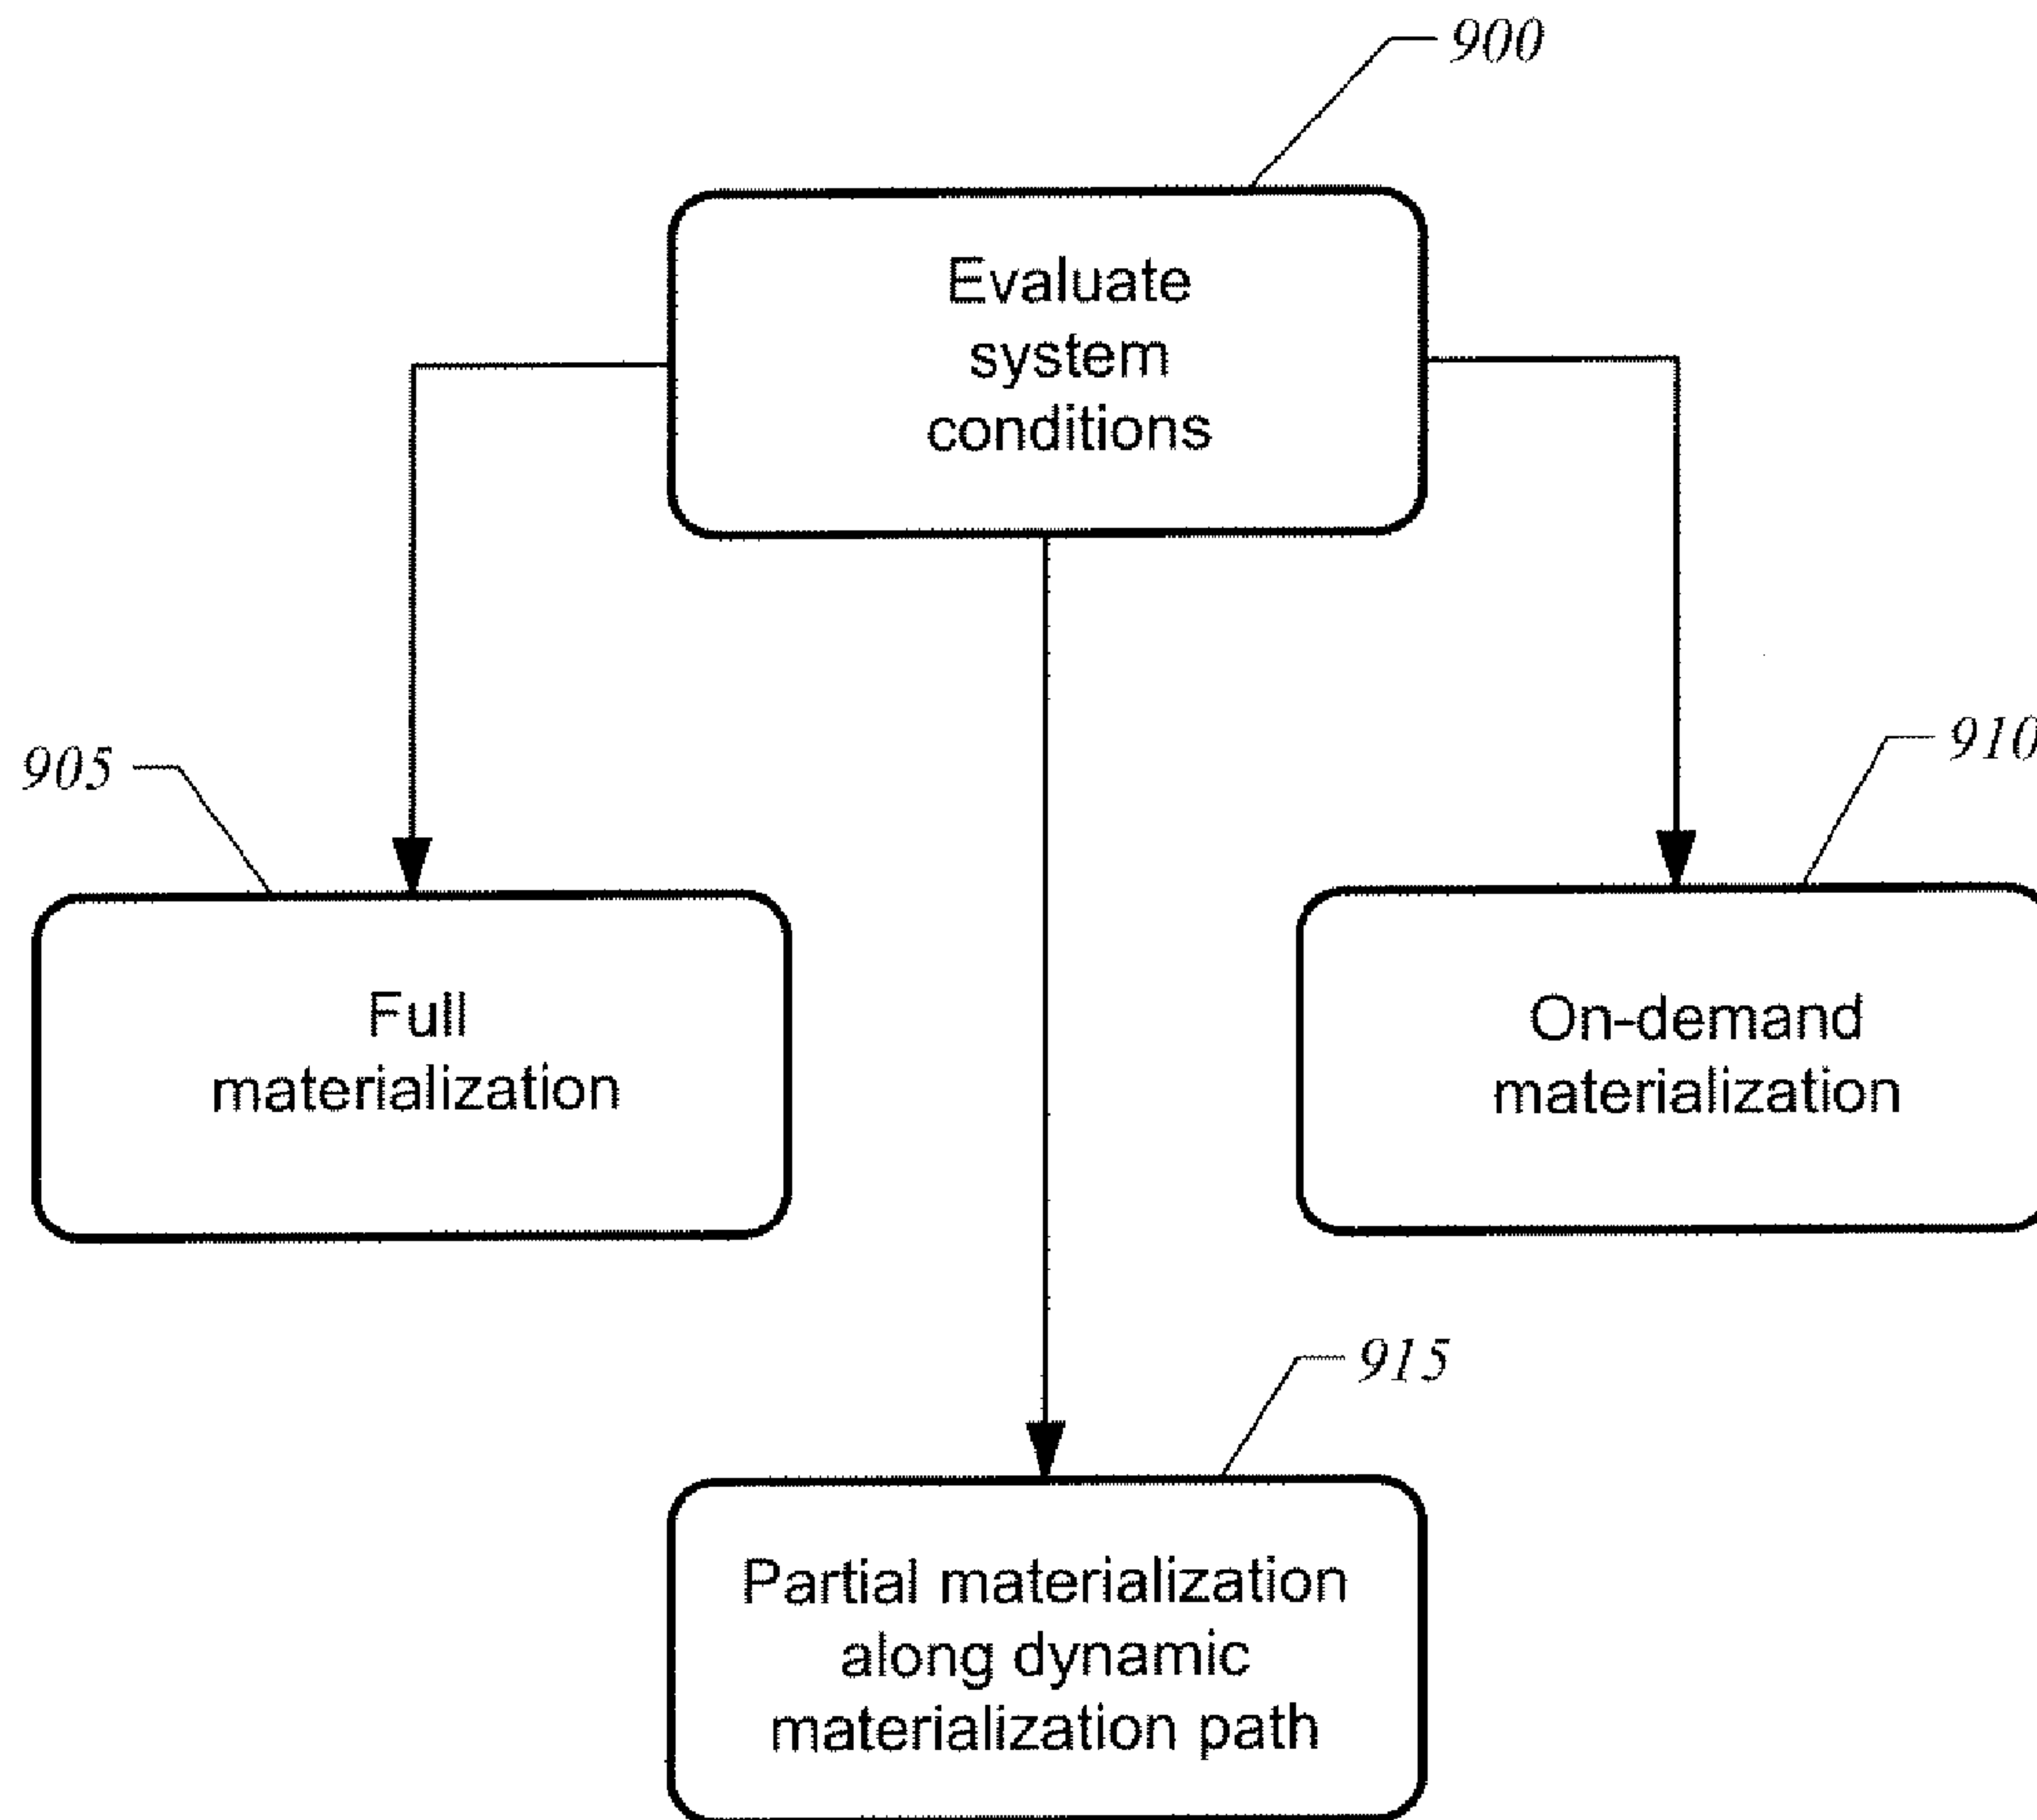 900
Evaluate
system
conditions
905
910
Full
materialization
On-demand
materialization
915
Partial materialization
along dynamic
materialization path